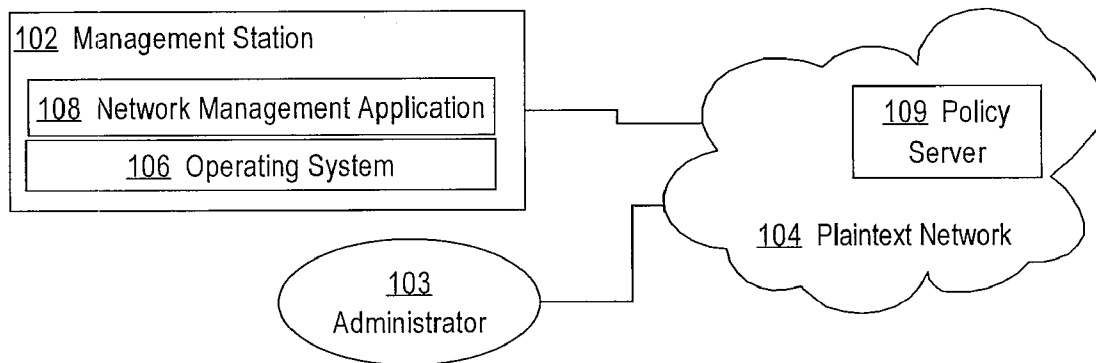 102 Management Station
108 Network Management Application
106 Operating System
109 Policy
Server
104 Plaintext Network
103
Administrator